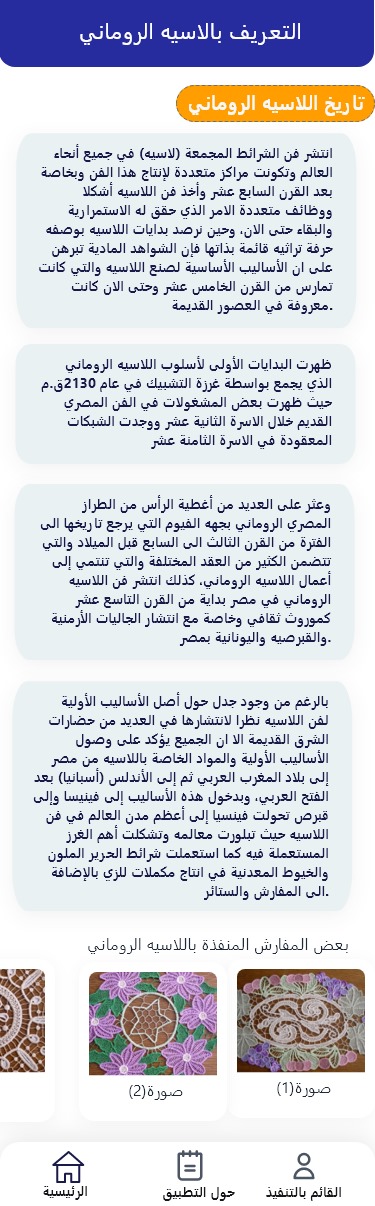 التعريف بالاسيه الروماني
تاريخ اللاسيه الروماني
انتشر فن الشرائط المجمعة (لاسيه) في جميع أنحاء
العالم وتكونت مراكز متعددة لإنتاج هذا الفن وبخاصة
بعد القرن السابع عشر وأخذ فن اللاسيه أشكلا
ووظائف متعددة الامر الذي حقق له الاستمرارية
والبقاء حتى الان، وحين نرصد بدايات اللاسيه بوصفه
حرفة تراثيه قائمة بذاتها فإن الشواهد المادية تبرهن
على ان الأساليب الأساسية لصنع اللاسيه والتي كانت
تمارس من القرن الخامس عشر وحتى الان كانت
.معروفة في العصور القديمة
ظهرت البدايات الأولى لأسلوب اللاسيه الروماني
الذي يجمع بواسطة غرزة التشبيك في عام 2130ق.م
حيث ظهرت بعض المشغولات في الفن المصري
القديم خلال الاسرة الثانية عشر ووجدت الشبكات
المعقودة في الاسرة الثامنة عشر
وعثر على العديد من أغطية الرأس من الطراز
المصري الروماني بجهه الفيوم التي يرجع تاريخها الى
الفترة من القرن الثالث الى السابع قبل الميلاد والتي
تتضمن الكثير من العقد المختلفة والتي تنتمي إلى
أعمال اللاسيه الروماني، كذلك انتشر فن اللاسيه
الروماني في مصر بداية من القرن التاسع عشر
كموروث ثقافي وخاصة مع انتشار الجاليات الأرمنية
.والقبرصيه واليونانية بمصر
بالرغم من وجود جدل حول أصل الأساليب الأولية
لفن اللاسيه نظرا لانتشارها في العديد من حضارات
الشرق القديمة الا ان الجميع يؤكد على وصول
الأساليب الأولية والمواد الخاصة باللاسيه من مصر
إلى بلاد المغرب العربي ثم إلى الأندلس (أسبانيا) بعد
الفتح العربي، وبدخول هذه الأساليب إلى فينيسا وإلى
قبرص تحولت فينسيا إلى أعظم مدن العالم في فن
اللاسيه حيث تبلورت معالمه وتشكلت أهم الغرز
المستعملة فيه كما استعملت شرائط الحرير الملون
والخيوط المعدنية في انتاج مكملات للزي بالإضافة
.الى المفارش والستائر
بعض المفارش المنفذة باللاسيه الروماني
صورة(1)
صورة(2)
القائم بالتنفيذ
حول التطبيق
الرئيسية